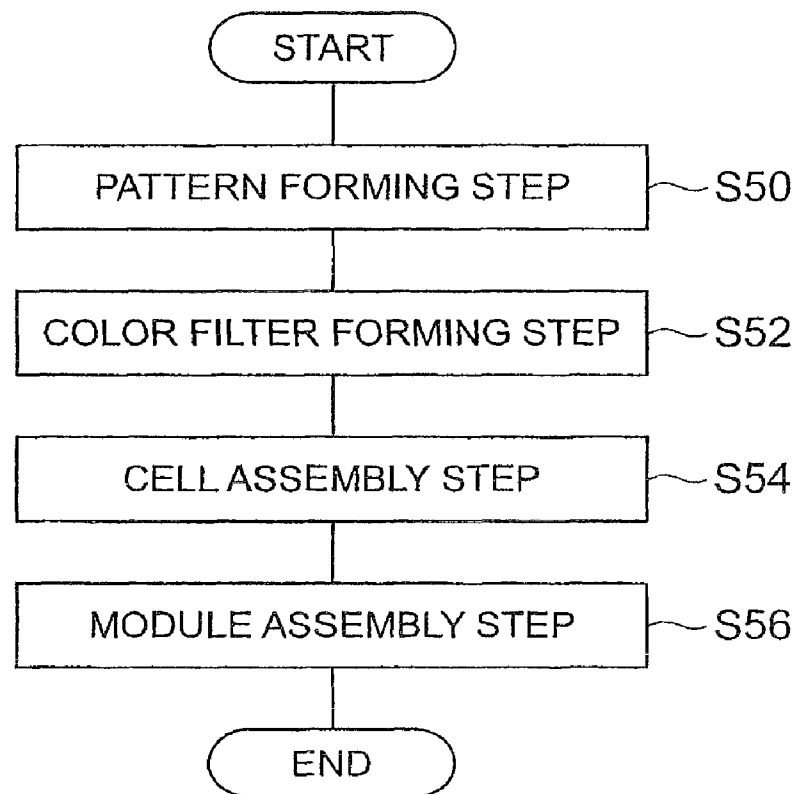 START
PATTERN FORMING STEP S50
COLOR FILTER FORMING STEP S52
CELL ASSEMBLY STEP S54
MODULE ASSEMBLY STEP S56
END